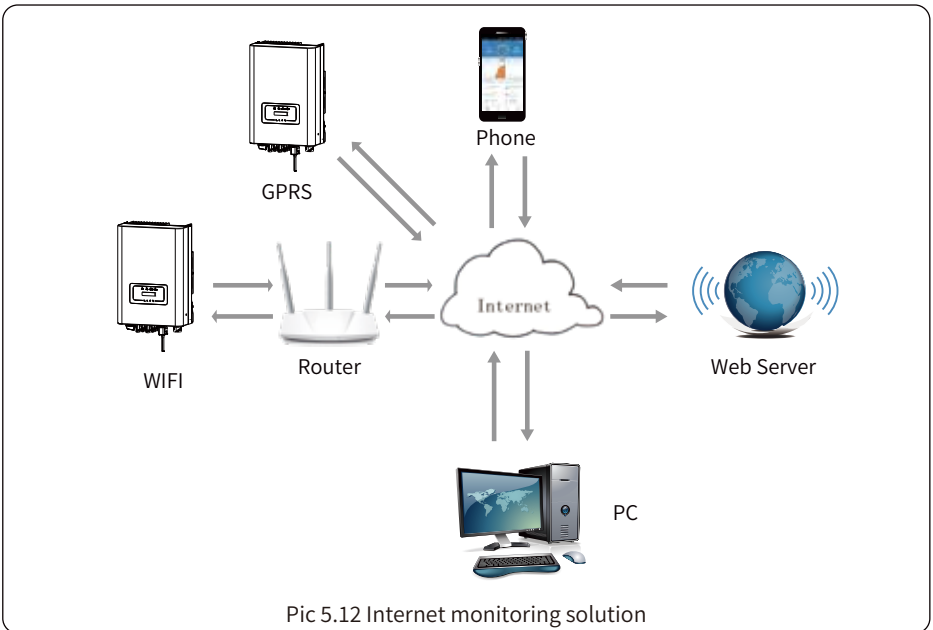 Phone
GPRS
Internet
WIFI
Router
Web Server
PC
Pic 5.12 Internet monitoring solution